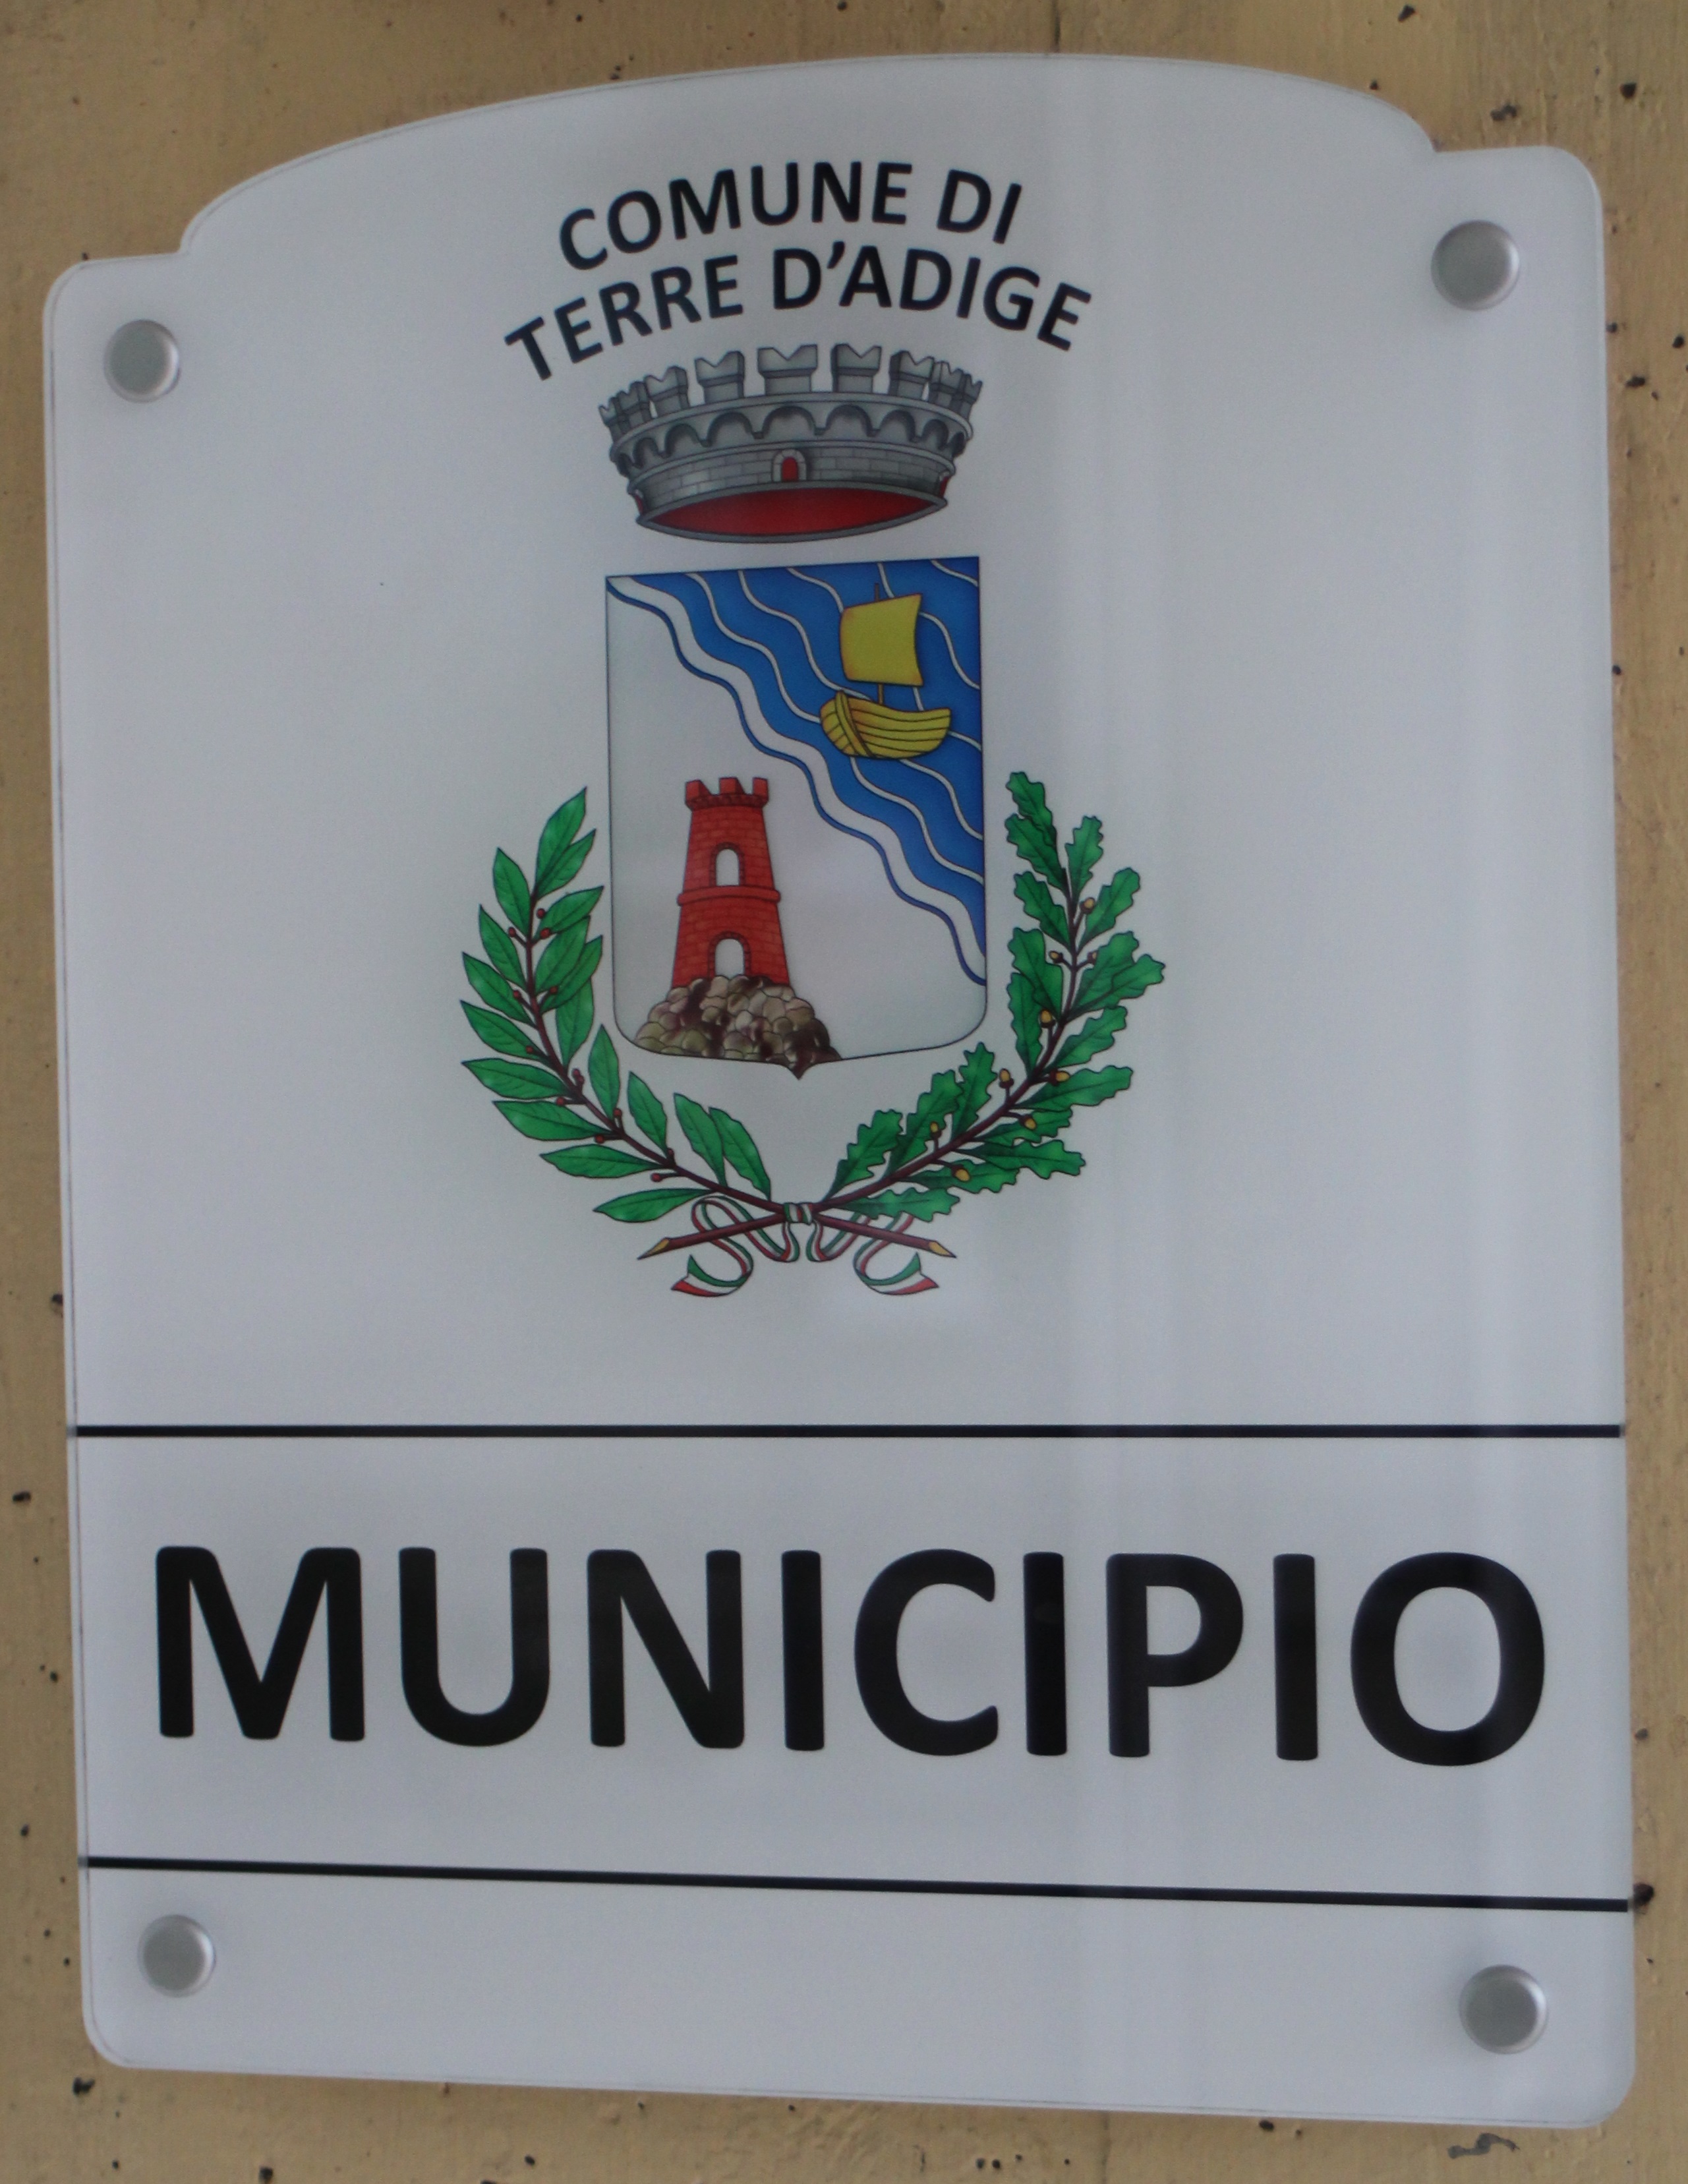 COMUNE DI
TERRE D’ADIGE
MUNICIPIO